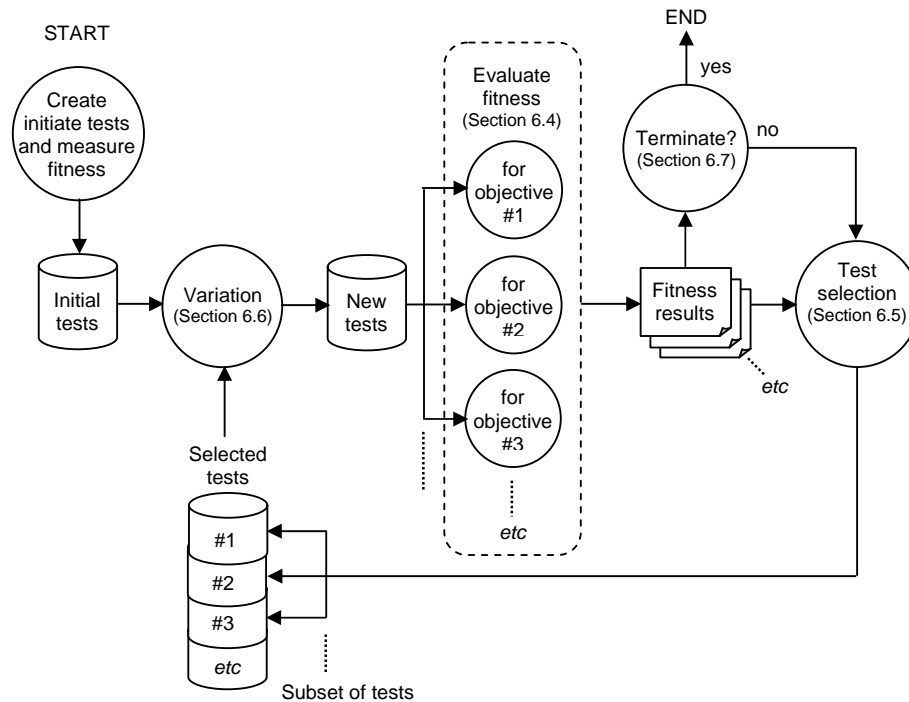 START
Create
initiate tests
and measure
fitness
Initial
tests
Variation
(Section 6.6)
New
tests
Evaluate
fitness
(Section 6.4)
for
objective
#1
for
objective
#2
for
objective
#3
etc
END
yes
Terminate?
(Section 6.7)
no
Fitness
results
etc
Test
selection
(Section 6.5)
Selected
tests
#1
#2
#3
etc
Subset of tests